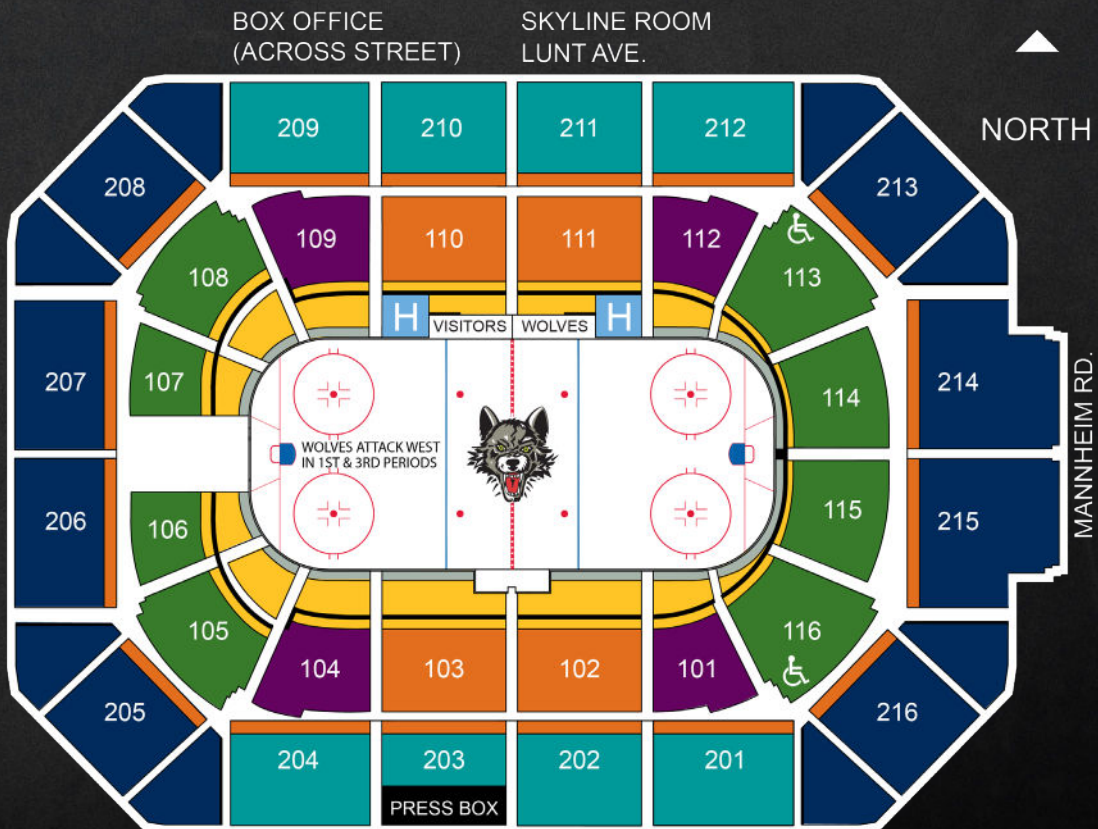 BOX OFFICE
(ACROSS STREET)
SKYLINE ROOM
LUNT AVE.
NORTH
209
210
211
212
208
213
109
110
111
112
108
113
H
VISITORS
WOLVES
H
207
107
114
214
WOLVES ATTACK WEST
IN 1ST & 3RD PERIODS
MANNHEIM RD.
206
106
115
215
105
116
104
103
102
101
205
216
204
203
202
201
PRESS BOX